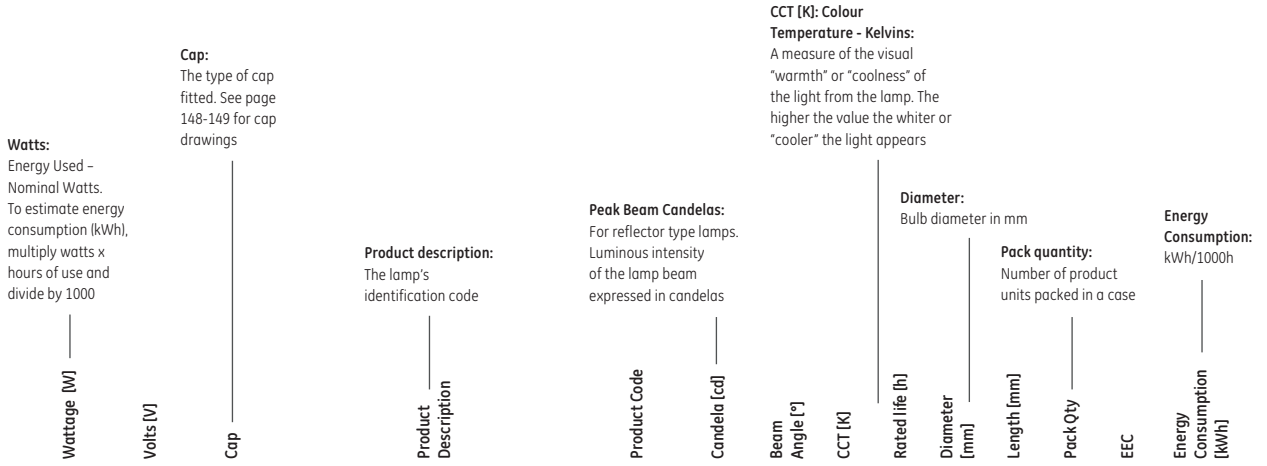 Watts:
Energy Used –
Nominal Watts.
To estimate energy
consumption (kWh),
multiply watts x
hours of use and
divide by 1000
Cap:
The type of cap
fitted. See page
148-149 for cap
drawings
Product description:
The lamp's
identification code
Peak Beam Candelas:
For reflector type lamps.
Luminous intensity
of the lamp beam
expressed in candelas
CCT [K]: Colour
Temperature - Kelvins:
A measure of the visual
"warmth" or "coolness" of
the light from the lamp. The
higher the value the whiter or
"cooler" the light appears
Diameter:
Bulb diameter in mm
Pack quantity:
Number of product
units packed in a case
Energy
Consumption:
kWh/1000h
Wattage [W]
Volts [V]
Cap
Product
Description
Product Code
Candela [cd]
Beam
Angle [°]
CCT [K]
Rated life [h]
Diameter
[mm]
Length [mm]
Pack Qty
EEC
Energy
Consumption
[kWh]